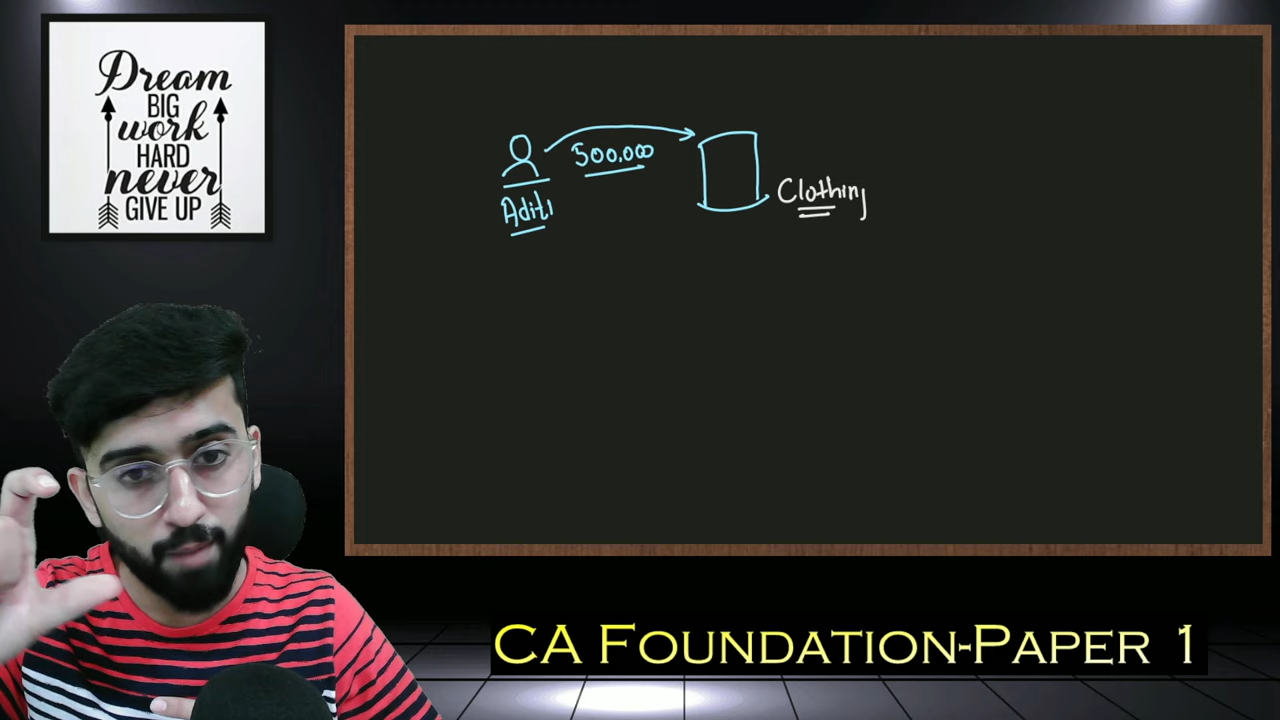 Dream
BIG
work
HARD
never
GIVE UP
500,000
Aditi
Clothing
CA FOUNDATION-PAPER 1